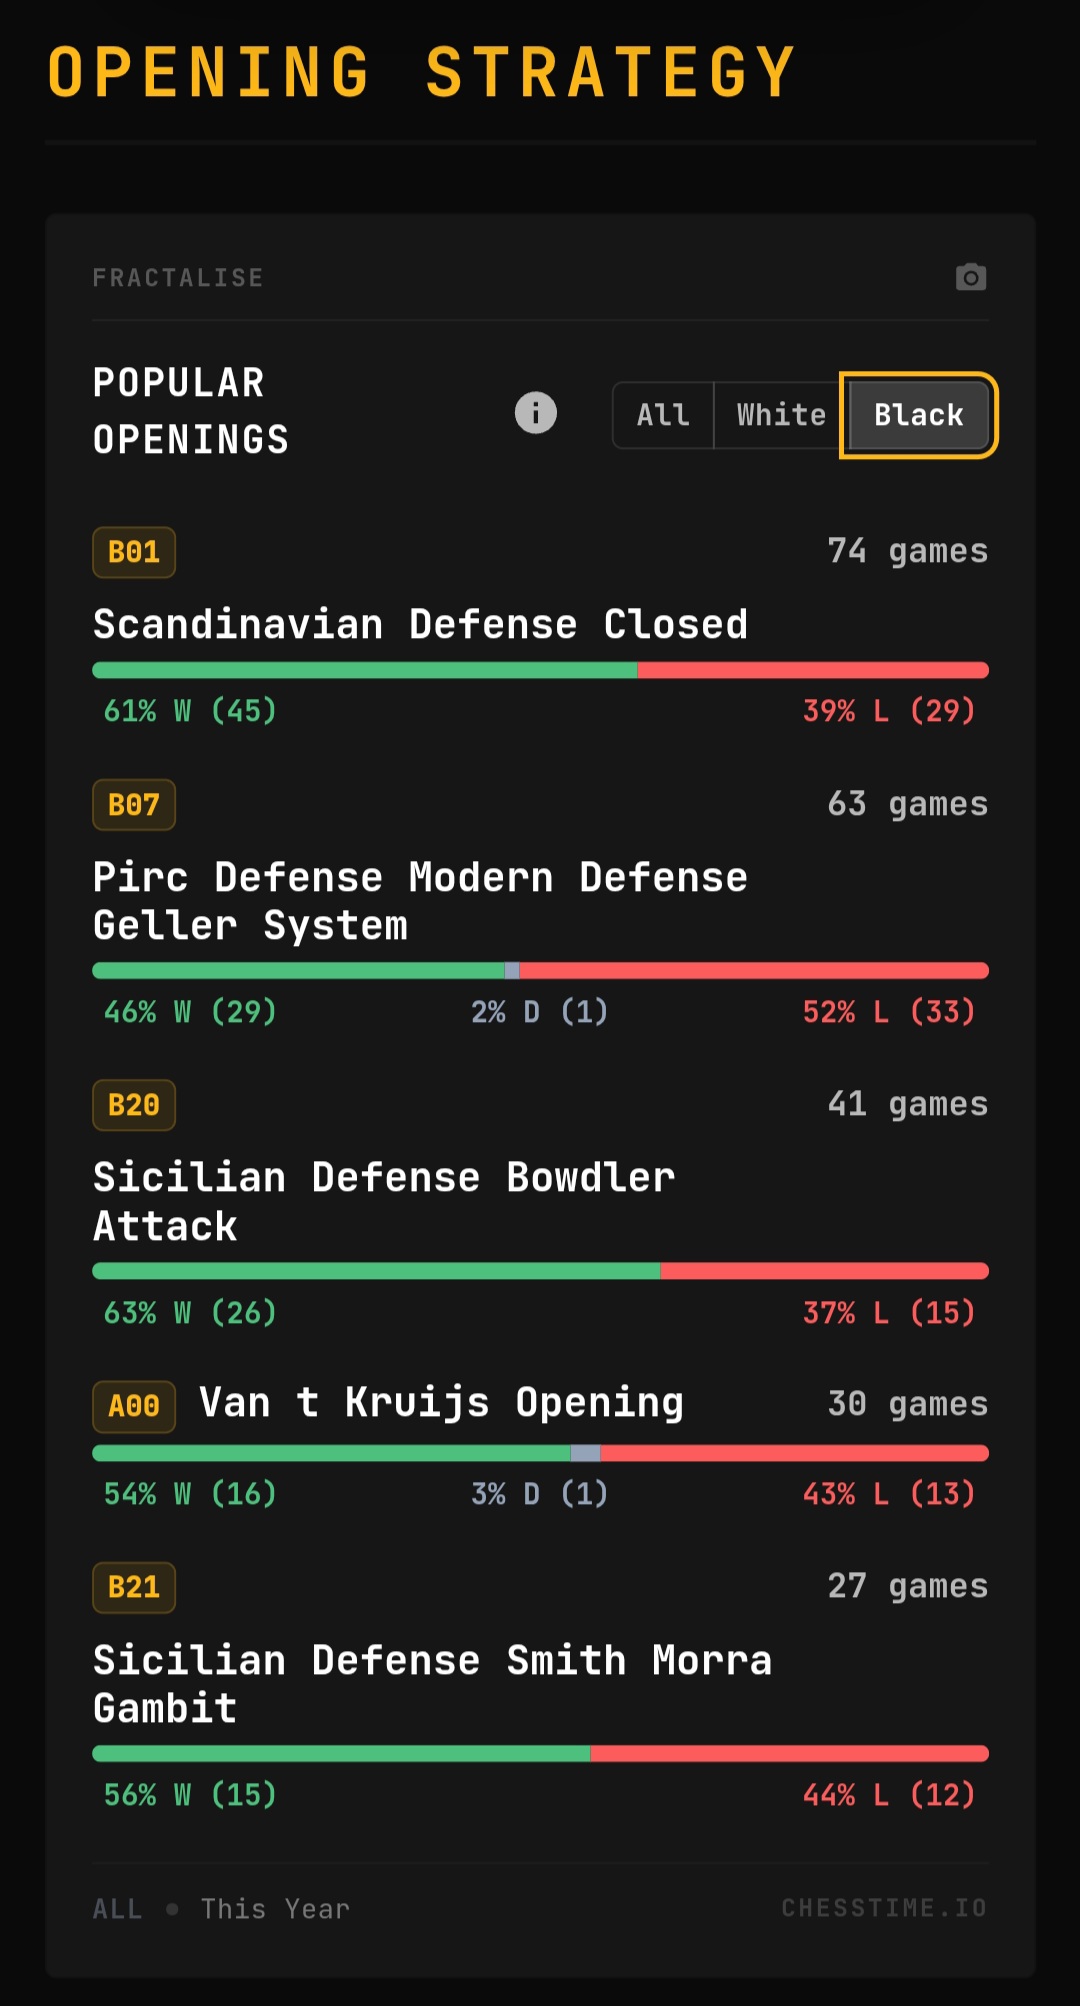 OPENING STRATEGY
FRACTALISE
POPULAR
OPENINGS
i
All White Black
B01 74 games
Scandinavian Defense Closed
61% W (45) 39% L (29)
B07 63 games
Pirc Defense Modern Defense
Geller System
46% W (29) 2% D (1) 52% L (33)
B20 41 games
Sicilian Defense Bowdler
Attack
63% W (26) 37% L (15)
A00 Van t Kruijs Opening 30 games
54% W (16) 3% D (1) 43% L (13)
B21 27 games
Sicilian Defense Smith Morra
Gambit
56% W (15) 44% L (12)
ALL • This Year CHESSTIME.IO